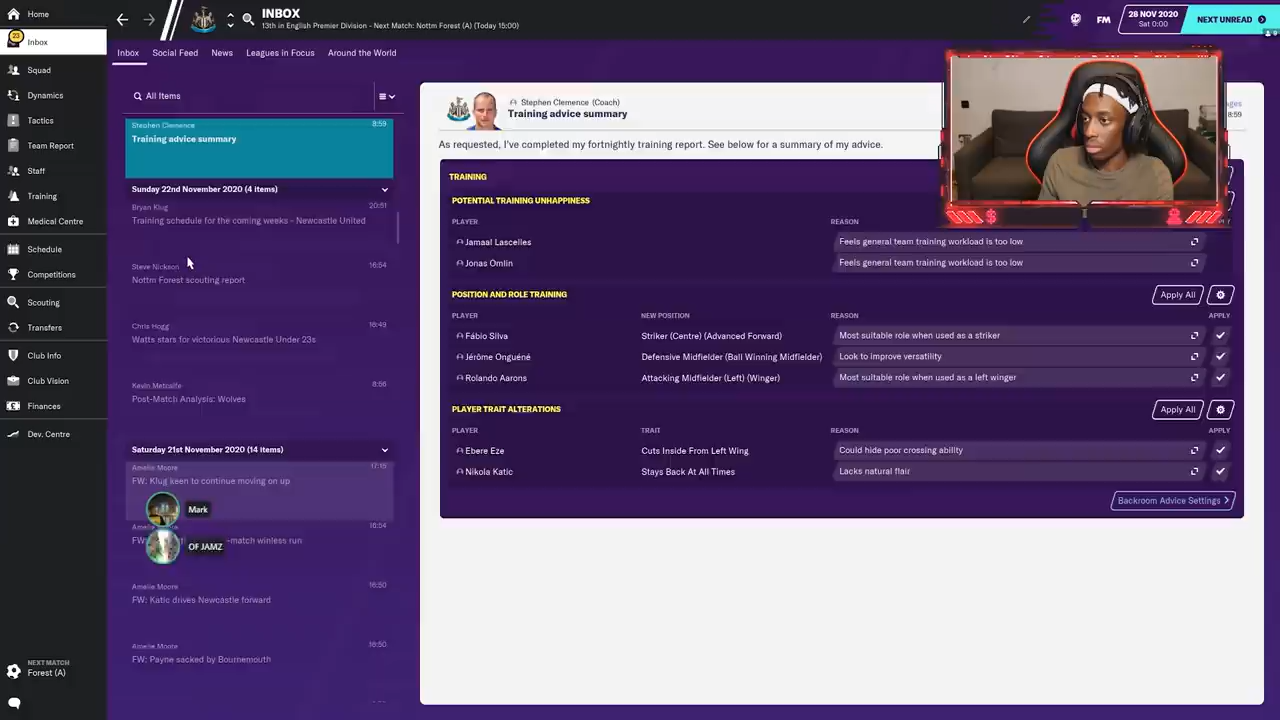 Home
INBOX
13th in English Premier Division - Next Match: Nottm Forest (A) (Today 15:00)
FM
28 NOV 2020
Sat 0:00
NEXT UNREAD
23
Inbox
Squad
Dynamics
Tactics
Team Report
Staff
Training
Medical Centre
Schedule
Competitions
Scouting
Transfers
Club Info
Club Vision
Finances
Dev. Centre
NEXT MATCH
Forest (A)
Inbox
Social Feed
News
Leagues in Focus
Around the World
All Items
Stephen Clemence
8:59
Training advice summary
Sunday 22nd November 2020 (4 items)
Bryan Klug
20:51
Training schedule for the coming weeks - Newcastle United
Steve Nickson
16:54
Nottm Forest scouting report
Chris Hogg
16:49
Watts stars for victorious Newcastle Under 23s
Kevin Metcalfe
8:56
Post-Match Analysis: Wolves
Saturday 21st November 2020 (14 items)
Amelie Moore
17:15
FW: Klug keen to continue moving on up
Mark
16:54
-match winless run
OF JAMZ
Amelie Moore
16:50
FW: Katic drives Newcastle forward
Amelie Moore
16:50
FW: Payne sacked by Bournemouth
Stephen Clemence (Coach)
Training advice summary
8:59
As requested, I've completed my fortnightly training report. See below for a summary of my advice.
TRAINING
POTENTIAL TRAINING UNHAPPINESS
PLAYER
REASON
Jamaal Lascelles
Feels general team training workload is too low
Jonas Omlin
Feels general team training workload is too low
POSITION AND ROLE TRAINING
Apply All
PLAYER
NEW POSITION
REASON
APPLY
Fábio Silva
Striker (Centre) (Advanced Forward)
Most suitable role when used as a striker
Jérôme Onguéné
Defensive Midfielder (Ball Winning Midfielder)
Look to improve versatility
Rolando Aarons
Attacking Midfielder (Left) (Winger)
Most suitable role when used as a left winger
PLAYER TRAIT ALTERATIONS
Apply All
PLAYER
TRAIT
REASON
APPLY
Ebere Eze
Cuts Inside From Left Wing
Could hide poor crossing ability
Nikola Katic
Stays Back At All Times
Lacks natural flair
Backroom Advice Settings